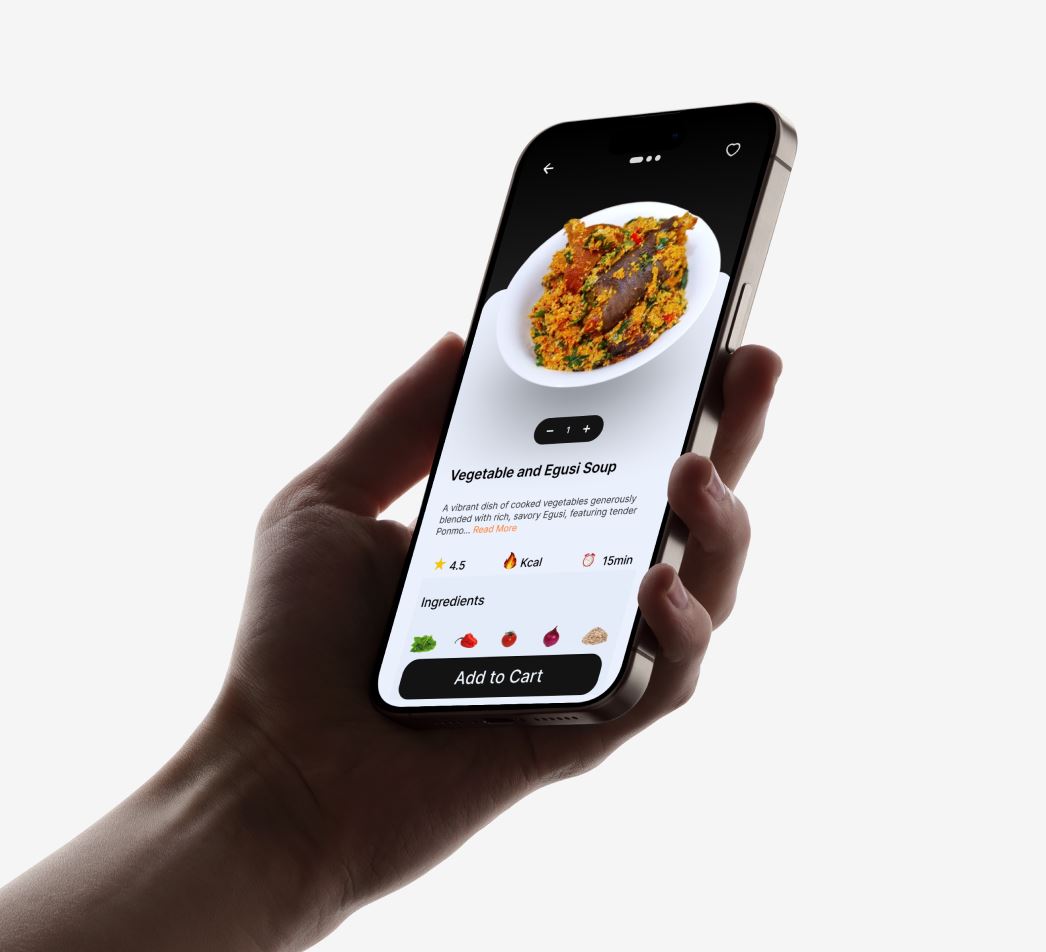 1
Vegetable and Egusi Soup
A vibrant dish of cooked vegetables generously
blended with rich, savory Egusi, featuring tender
Ponmo... Read More
4.5 Kcal 15min
Ingredients
Add to Cart